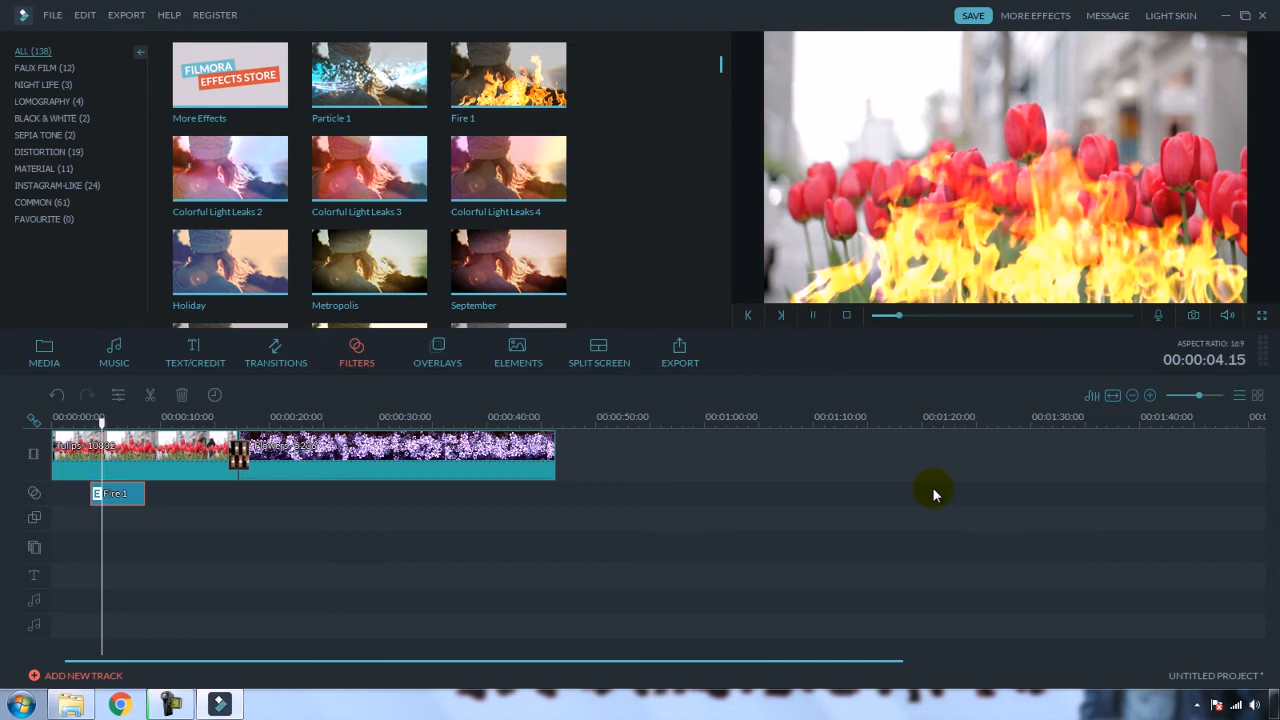 FILE EDIT EXPORT HELP REGISTER SAVE MORE EFFECTS MESSAGE LIGHT SKIN
ALL (138)
FAUX FILM (12)
NIGHT LIFE (3)
LOMOGRAPHY (4)
BLACK & WHITE (2)
SEPIA TONE (2)
DISTORTION (19)
MATERIAL (11)
INSTAGRAM-LIKE (24)
COMMON (61)
FAVOURITE (0)
FILMORA
EFFECTS STORE
More Effects Particle 1 Fire 1
Colorful Light Leaks 2 Colorful Light Leaks 3 Colorful Light Leaks 4
Holiday Metropolis September
MEDIA MUSIC TEXT/CREDIT TRANSITIONS FILTERS OVERLAYS ELEMENTS SPLIT SCREEN EXPORT
ASPECT RATIO: 16:9
00:00:04.15
00:00:00:00 00:00:10:00 00:00:20:00 00:00:30:00 00:00:40:00 00:00:50:00 00:01:00:00 00:01:10:00 00:01:20:00 00:01:30:00 00:01:40:00 00:0
E Fire 1
ADD NEW TRACK
UNTITLED PROJECT *